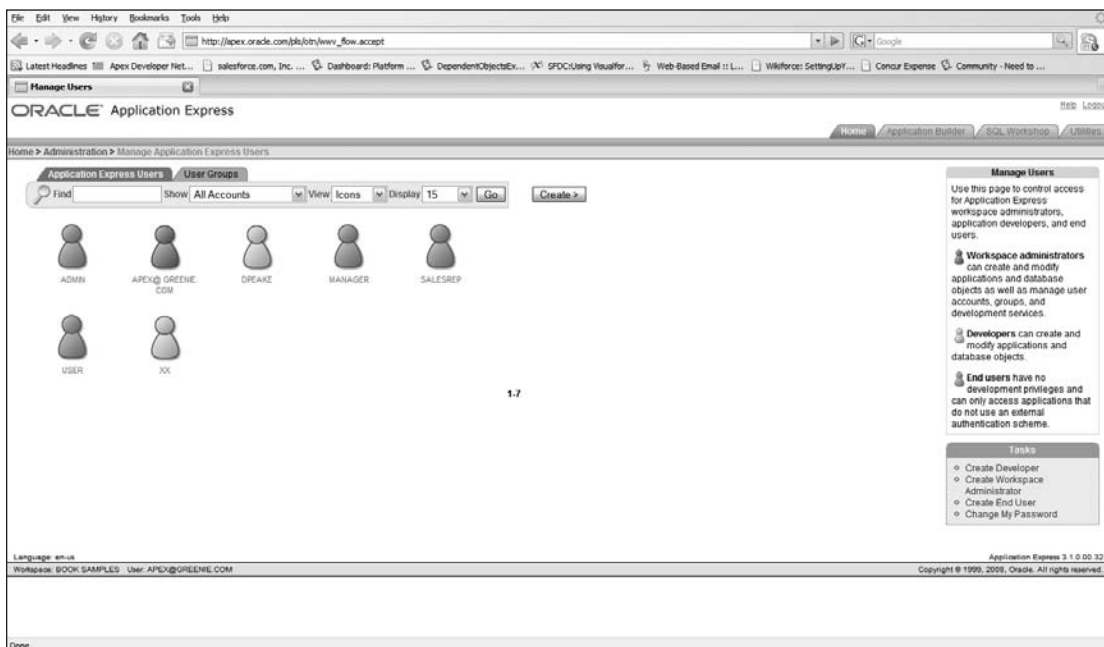 File Edit View History Bookmarks Tools Help
http://apex.oracle.com/pls/otn/wwv_flow.accept
Google
Latest Headlines Apex Developer Net... salesforce.com, Inc. ... Dashboard: Platform ... DependentObjectsEx... SFDC:Using Visualfor... Web-Based Email :: L... Wikiforce: SettingUpY... Concur Expense Community - Need to ...
Manage Users
ORACLE Application Express
Help Logout
Home Application Builder SQL Workshop Utilities
Home > Administration > Manage Application Express Users
Application Express Users User Groups
Find Show All Accounts View Icons Display 15 Go Create >
ADMIN APEX@ GREENIE. DPEAKE MANAGER SALESREP
COM
USER XX
1-7
Manage Users
Use this page to control access
for Application Express
workspace administrators,
application developers, and end
users.
Workspace administrators
can create and modify
applications and database
objects as well as manage user
accounts, groups, and
development services.
Developers can create and
modify applications and
database objects.
End users have no
development privileges and
can only access applications that
do not use an external
authentication scheme.
Tasks
Create Developer
Create Workspace
Administrator
Create End User
Change My Password
Language: en-us
Application Express 3.1.0.00.32
Workspace: BOOK SAMPLES User: APEX@GREENIE.COM
Copyright © 1999, 2008, Oracle. All rights reserved.
Done